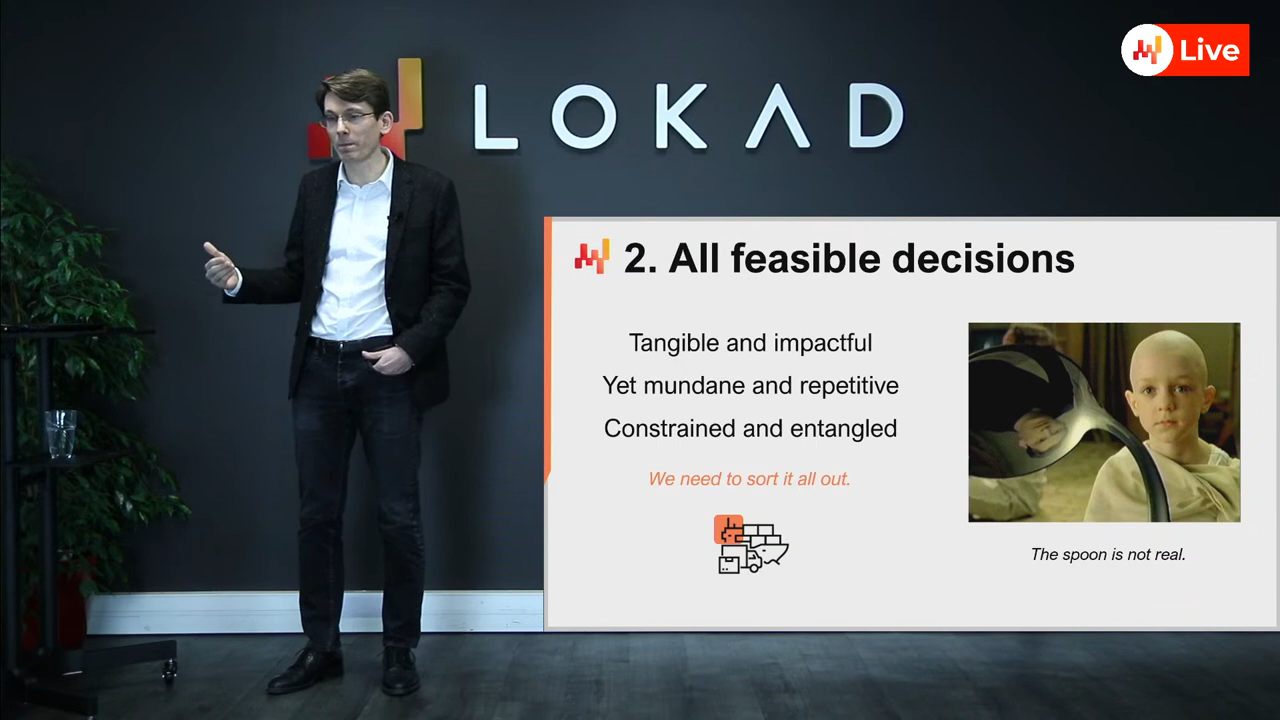 Live
LOKAD
2. All feasible decisions
Tangible and impactful
Yet mundane and repetitive
Constrained and entangled
We need to sort it all out.
The spoon is not real.